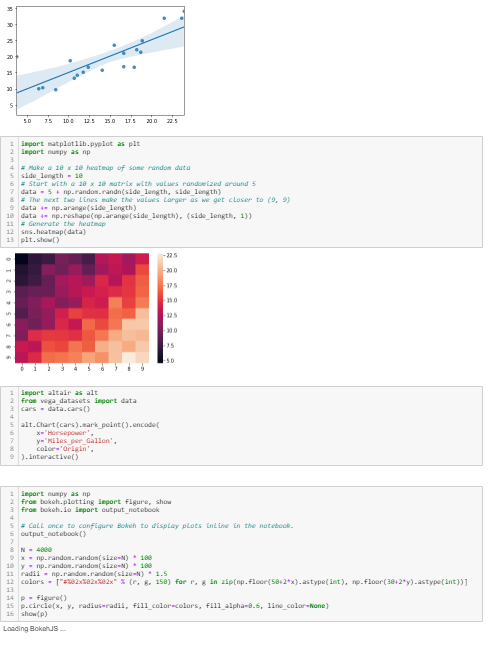 35
30
25
20
15
10
5
5.0 7.5 10.0 12.5 15.0 17.5 20.0 22.5
1 import matplotlib.pyplot as plt
2 import numpy as np
3
4 # Make a 10 x 10 heatmap of some random data
5 side_length = 10
6 # Start with a 10 x 10 matrix with values randomized around 5
7 data = 5 + np.random.randn(side_length, side_length)
8 # The next two lines make the values larger as we get closer to (9, 9)
9 data += np.arange(side_length)
10 data += np.reshape(np.arange(side_length), (side_length, 1))
11 # Generate the heatmap
12 sns.heatmap(data)
13 plt.show()
0 1 2 3 4 5 6 7 8 9
22.5
20.0
17.5
15.0
12.5
10.0
7.5
5.0
0 1 2 3 4 5 6 7 8 9
1 import altair as alt
2 from vega_datasets import data
3 cars = data.cars()
4
5 alt.Chart(cars).mark_point().encode(
6     x='Horsepower',
7     y='Miles_per_Gallon',
8     color='Origin',
9 ).interactive()
1 import numpy as np
2 from bokeh.plotting import figure, show
3 from bokeh.io import output_notebook
4
5 # Call once to configure Bokeh to display plots inline in the notebook.
6 output_notebook()
7
8 N = 4000
9 x = np.random.random(size=N) * 100
10 y = np.random.random(size=N) * 100
11 radii = np.random.random(size=N) * 1.5
12 colors = ["#%02x%02x%02x" % (r, g, 150) for r, g in zip(np.floor(50+2*x).astype(int), np.floor(30+2*y).astype(int))]
13
14 p = figure()
15 p.circle(x, y, radius=radii, fill_color=colors, fill_alpha=0.6, line_color=None)
16 show(p)
Loading BokehJS ...